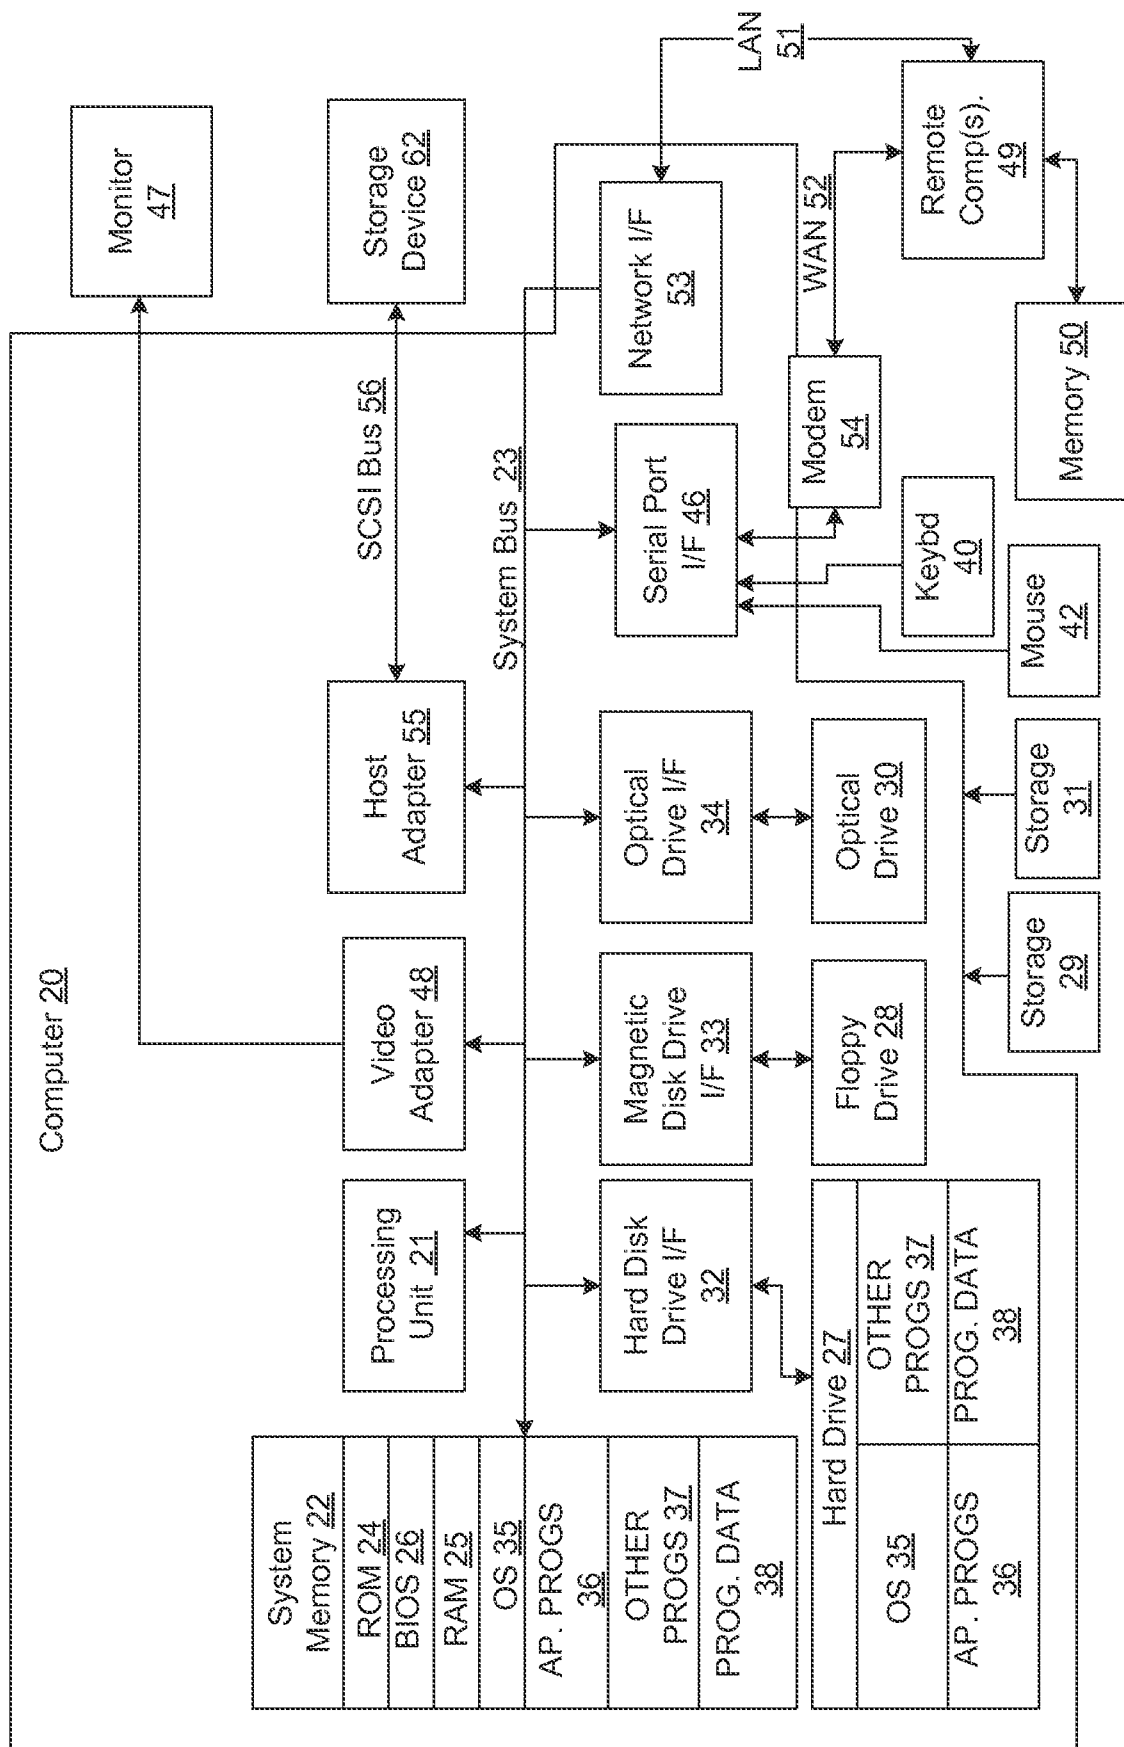 Computer 20
Monitor
47
Storage
Device 62
SCSI Bus 56
System
Memory 22
ROM 24
BIOS 26
RAM 25
OS 35
AP. PROGS
36
OTHER
PROGS 37
PROG. DATA
38
Processing
Unit 21
Video
Adapter 48
Host
Adapter 55
System Bus 23
Hard Disk
Drive I/F
32
Magnetic
Disk Drive
I/F 33
Optical
Drive I/F
34
Serial Port
I/F 46
Network I/F
53
LAN
51
Hard Drive 27
OS 35
OTHER
PROGS 37
AP. PROGS
36
PROG. DATA
38
Floppy
Drive 28
Optical
Drive 30
Modem
54
WAN 52
Remote
Comp(s).
49
Keybd
40
Storage
29
Storage
31
Mouse
42
Memory 50